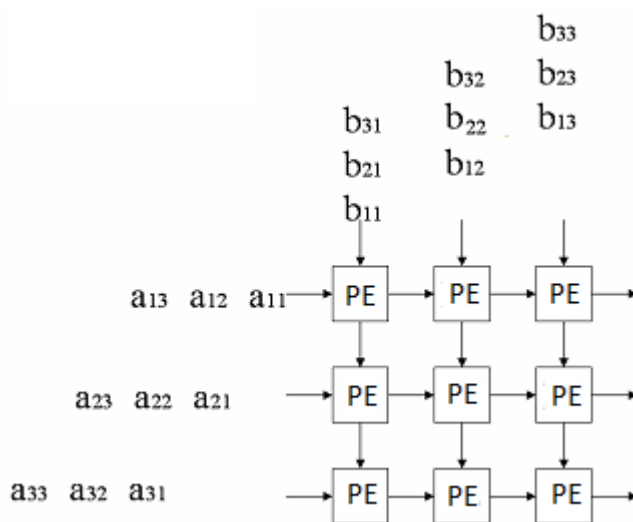 b33
b32 b23
b31 b22 b13
b21 b12
b11
a13 a12 a11 PE PE PE
a23 a22 a21 PE PE PE
a33 a32 a31 PE PE PE